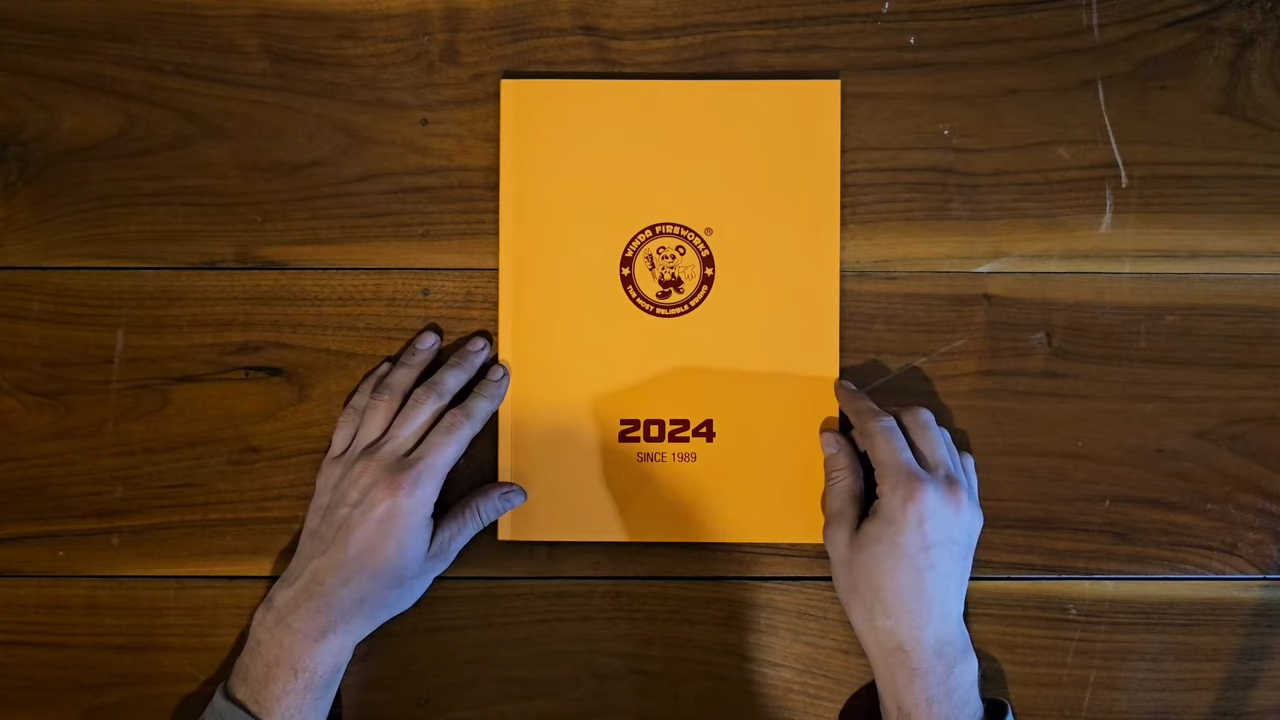 WINDA FIREWORKS
®
THE MOST RELIABLE BRAND
2024
SINCE 1989